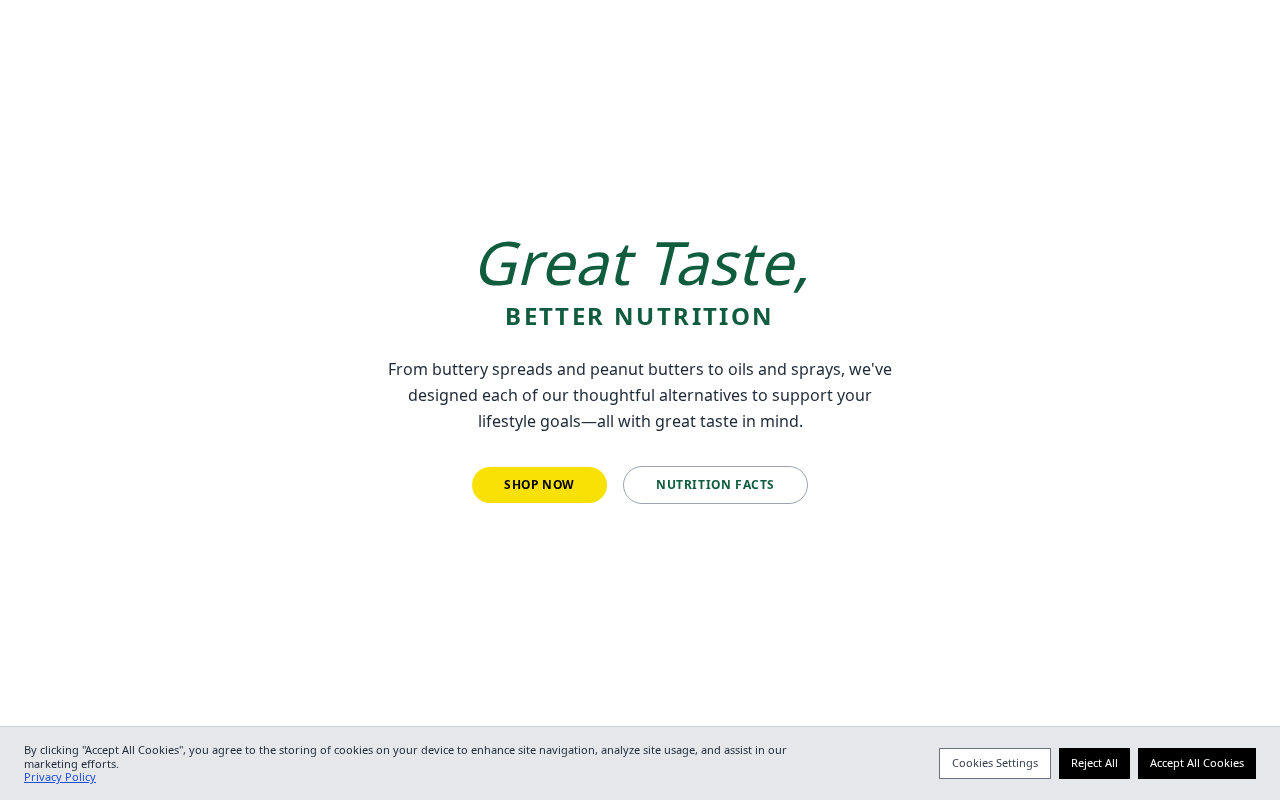 Great Taste,
BETTER NUTRITION
From buttery spreads and peanut butters to oils and sprays, we've
designed each of our thoughtful alternatives to support your
lifestyle goals—all with great taste in mind.
SHOP NOW
NUTRITION FACTS
By clicking "Accept All Cookies", you agree to the storing of cookies on your device to enhance site navigation, analyze site usage, and assist in our
marketing efforts.
Privacy Policy
Cookies Settings
Reject All
Accept All Cookies